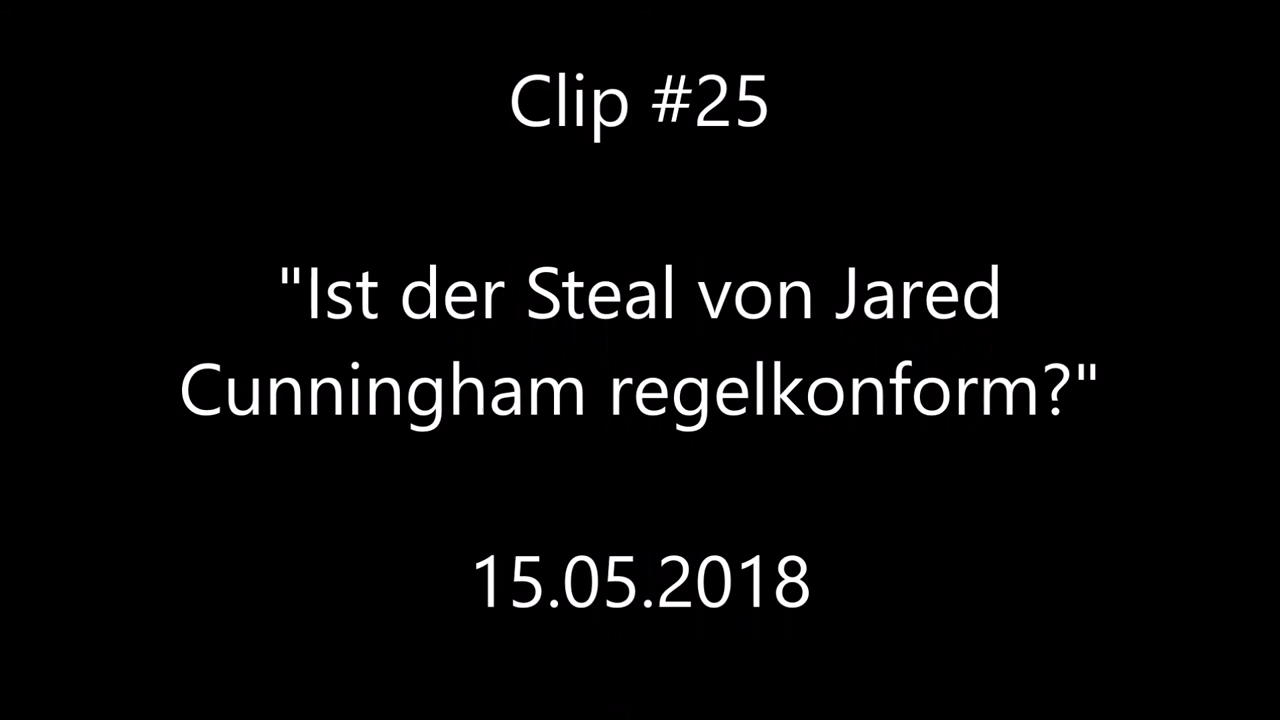 Clip #25
"Ist der Steal von Jared
Cunningham regelkonform?"
15.05.2018